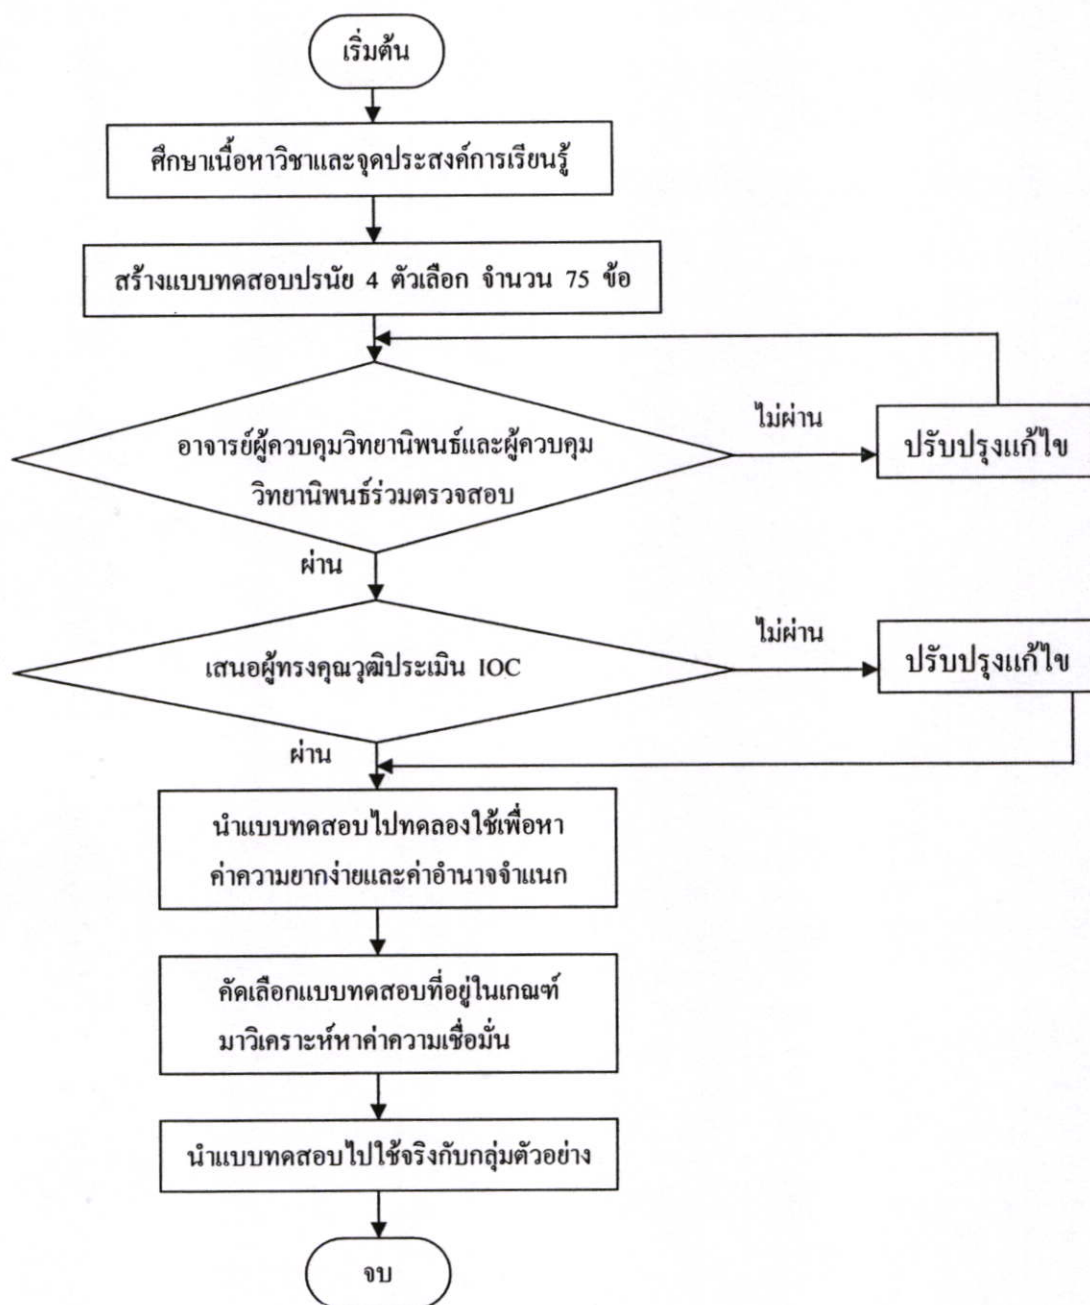 เริ่มต้น
ศึกษาเนื้อหาวิชาและจุดประสงค์การเรียนรู้
สร้างแบบทดสอบปรนัย 4 ตัวเลือก จำนวน 75 ข้อ
อาจารย์ผู้ควบคุมวิทยานิพนธ์และผู้ควบคุม
วิทยานิพนธ์ร่วมตรวจสอบ
ไม่ผ่าน
ปรับปรุงแก้ไข
ผ่าน
เสนอผู้ทรงคุณวุฒิประเมิน IOC
ไม่ผ่าน
ปรับปรุงแก้ไข
ผ่าน
นำแบบทดสอบไปทดลองใช้เพื่อหา
ค่าความยากง่ายและค่าอำนาจจำแนก
คัดเลือกแบบทดสอบที่อยู่ในเกณฑ์
มาวิเคราะห์หาค่าความเชื่อมั่น
นำแบบทดสอบไปใช้จริงกับกลุ่มตัวอย่าง
จบ